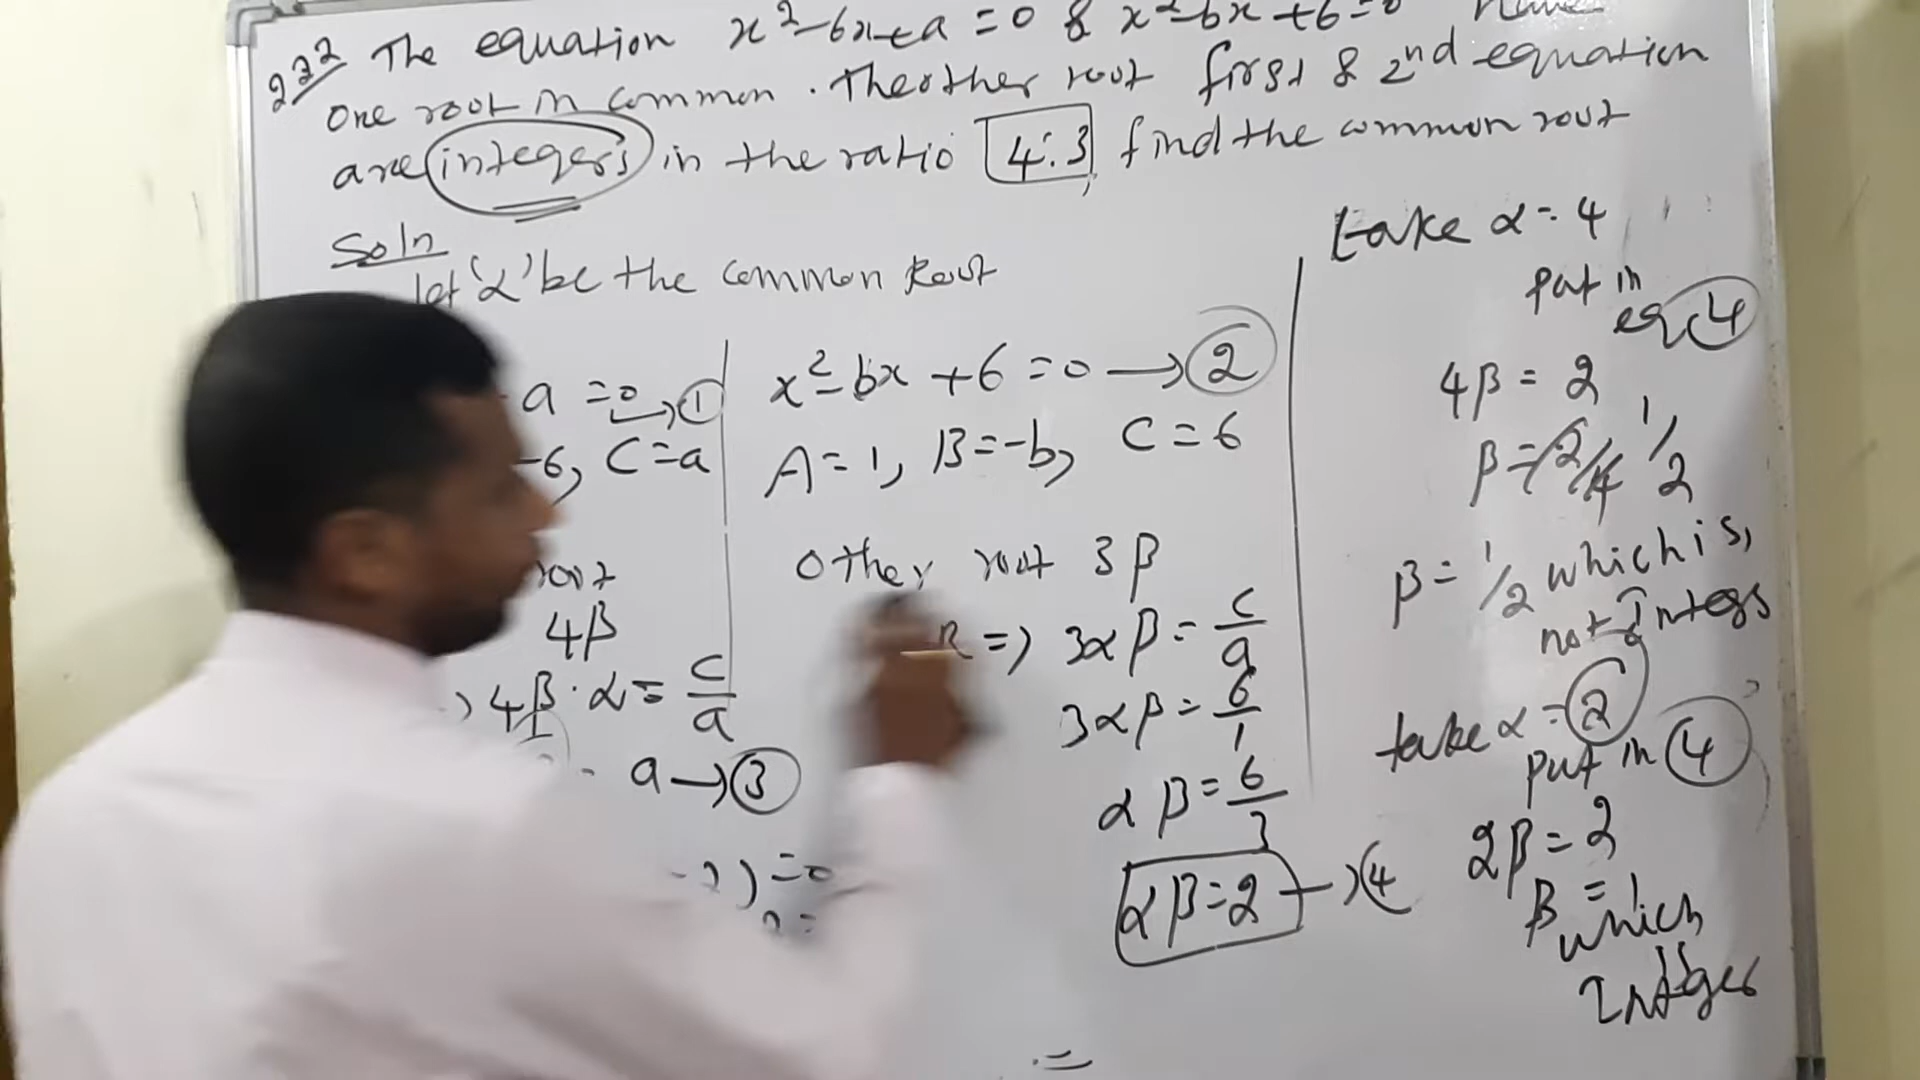 222 The equation x²-6x+a=0 & x²-bx+6=0 have
One root in common. The other root first & 2nd equation
are integers in the ratio 4:3, find the common root
Soln
let 'α' be the common Root
a = 0 → ①
-6, C=a
root
4β
4β·α = c/a
a → ③
=0
x²-bx+6=0 → ②
A=1, B=-b, C=6
Other root 3β
=> 3αβ = c/a
3αβ = 6/1
αβ = 6/3
αβ=2 → ④
take α=4
put in
eq ④
4β = 2
β = 2/4 1/2
β = 1/2 which is,
not Integs
take α=②
put in ④
2β=2
β=1
which
Intger